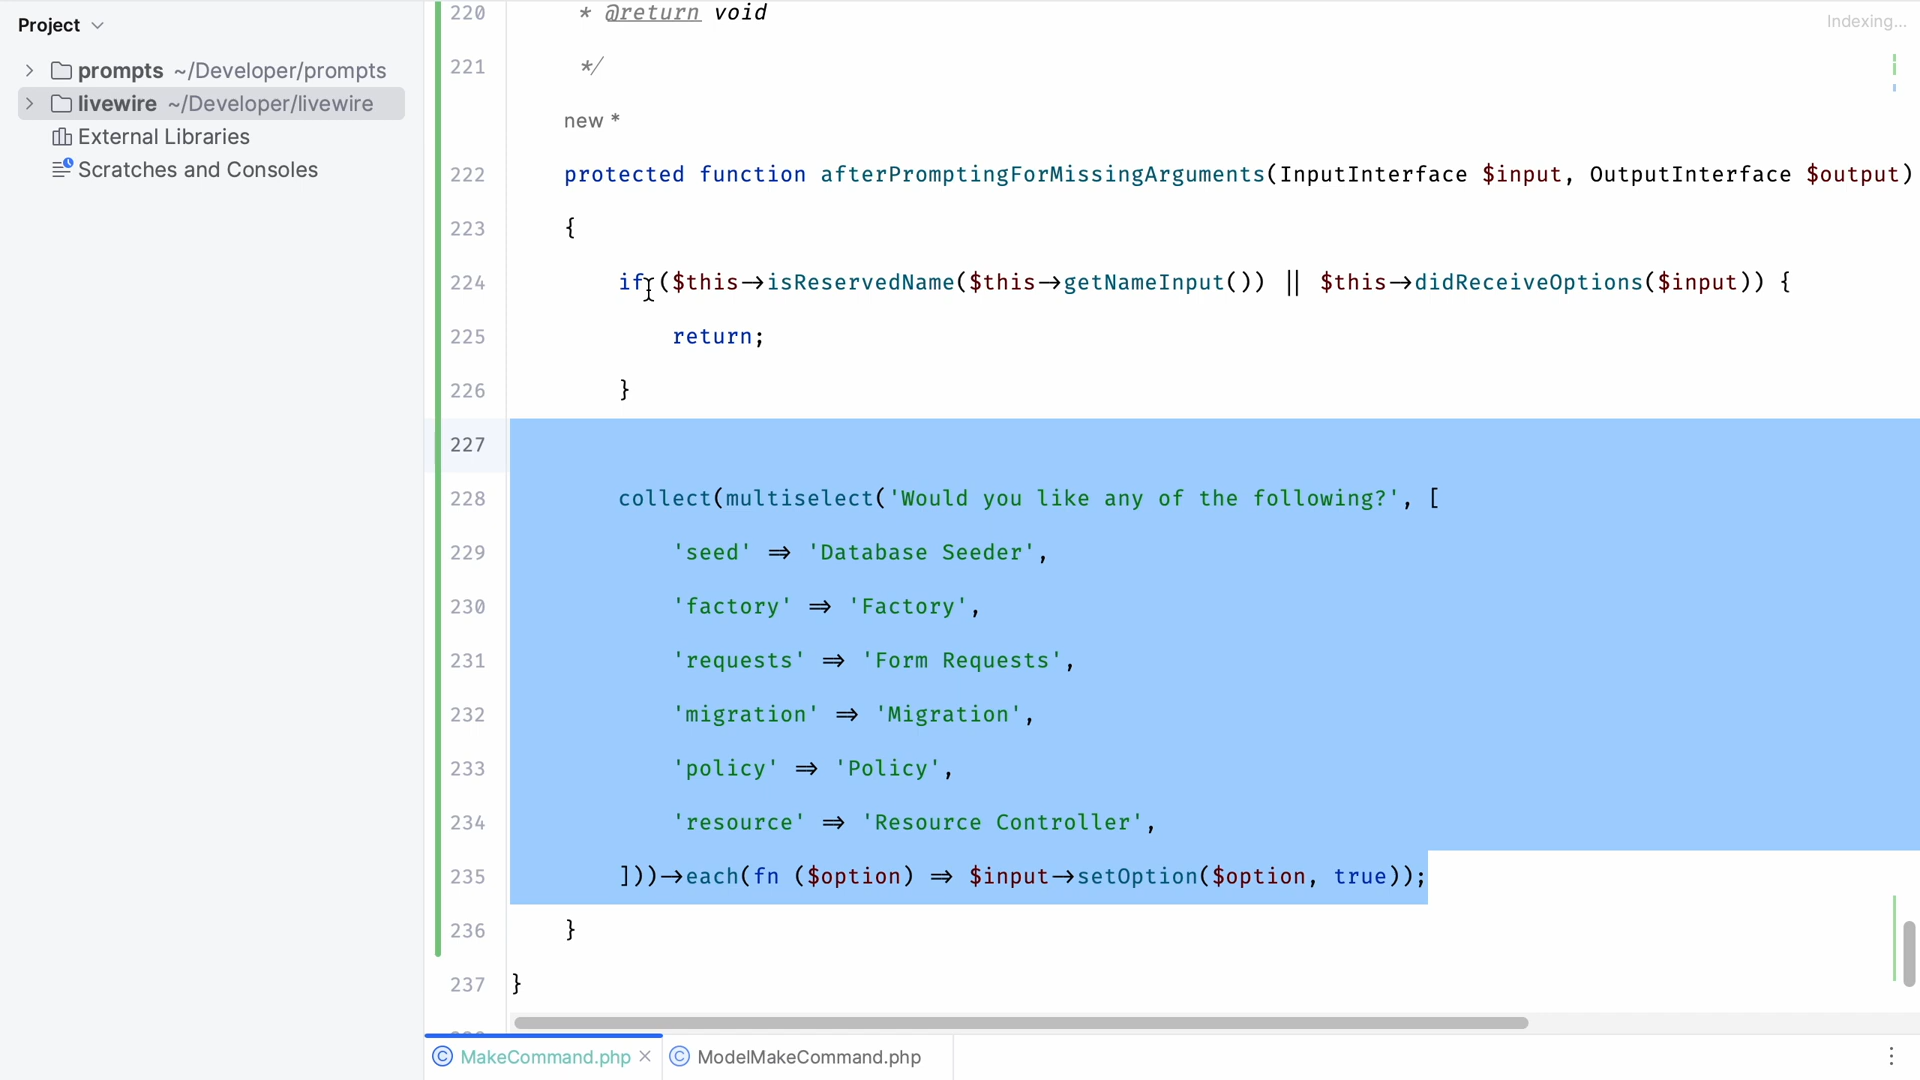 Project
prompts ~/Developer/prompts
livewire ~/Developer/livewire
External Libraries
Scratches and Consoles
Indexing...
220 * @return void
221 */
new *
222 protected function afterPromptingForMissingArguments(InputInterface $input, OutputInterface $output)
223 {
224 if ($this->isReservedName($this->getNameInput()) || $this->didReceiveOptions($input)) {
225 return;
226 }
227
228 collect(multiselect('Would you like any of the following?', [
229 'seed' => 'Database Seeder',
230 'factory' => 'Factory',
231 'requests' => 'Form Requests',
232 'migration' => 'Migration',
233 'policy' => 'Policy',
234 'resource' => 'Resource Controller',
235 ]))->each(fn ($option) => $input->setOption($option, true));
236 }
237 }
MakeCommand.php
ModelMakeCommand.php